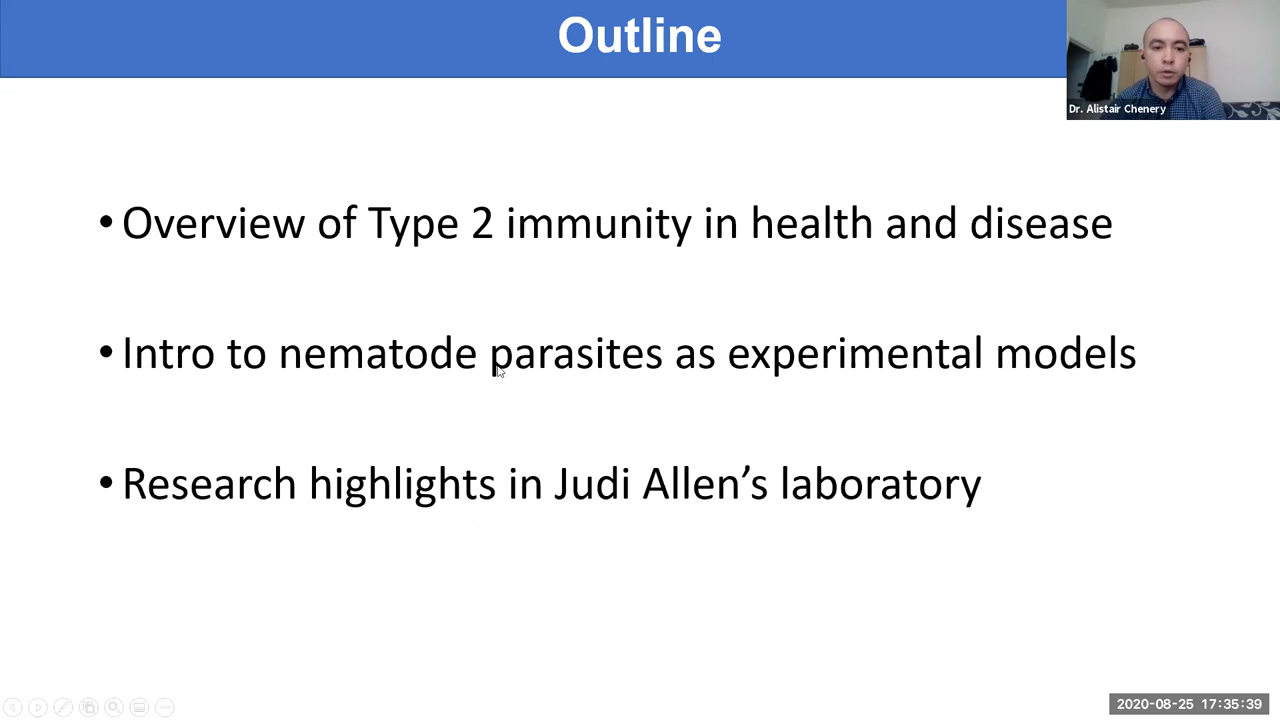 Outline
Dr. Alistair Chenery
• Overview of Type 2 immunity in health and disease
• Intro to nematode parasites as experimental models
• Research highlights in Judi Allen’s laboratory
2020-08-25 17:35:39